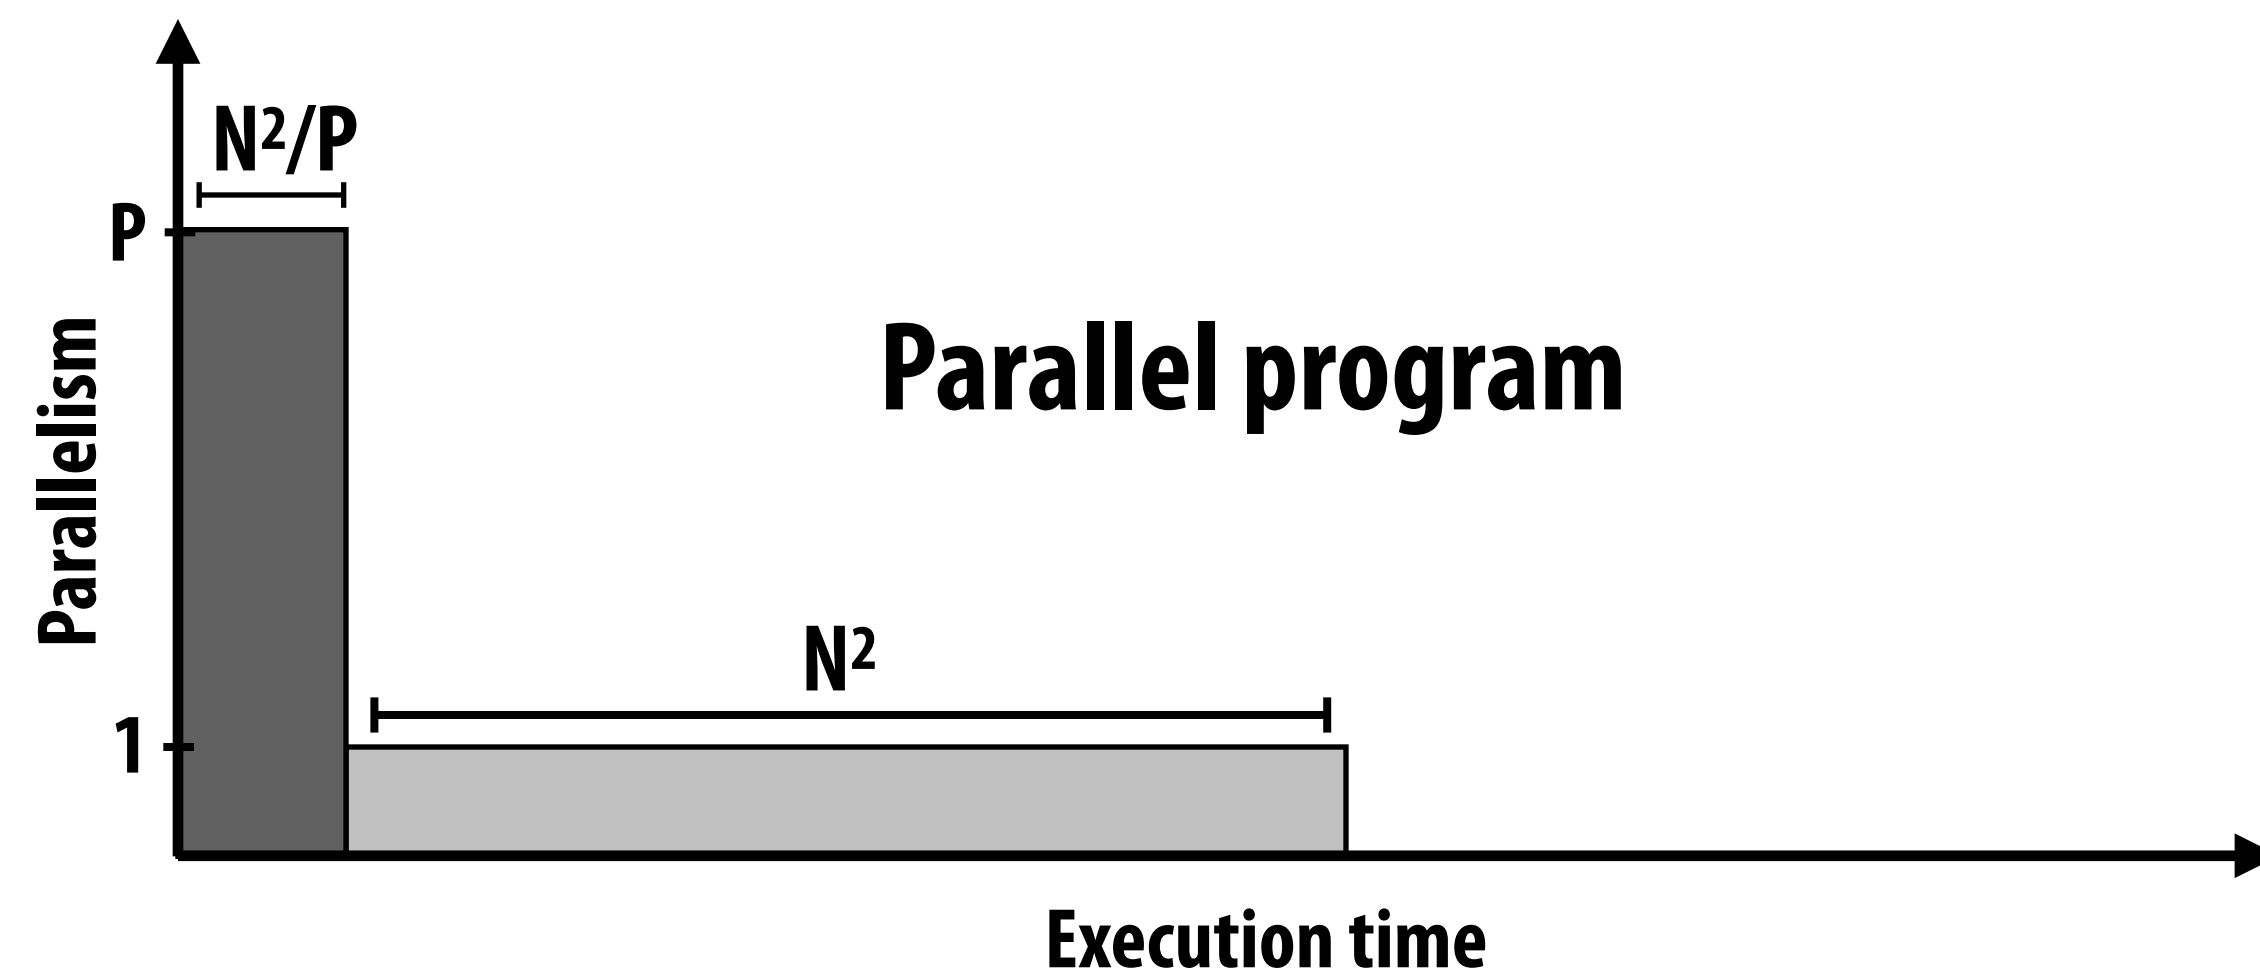 N²/P
P
Parallelism
Parallel program
N²
1
Execution time